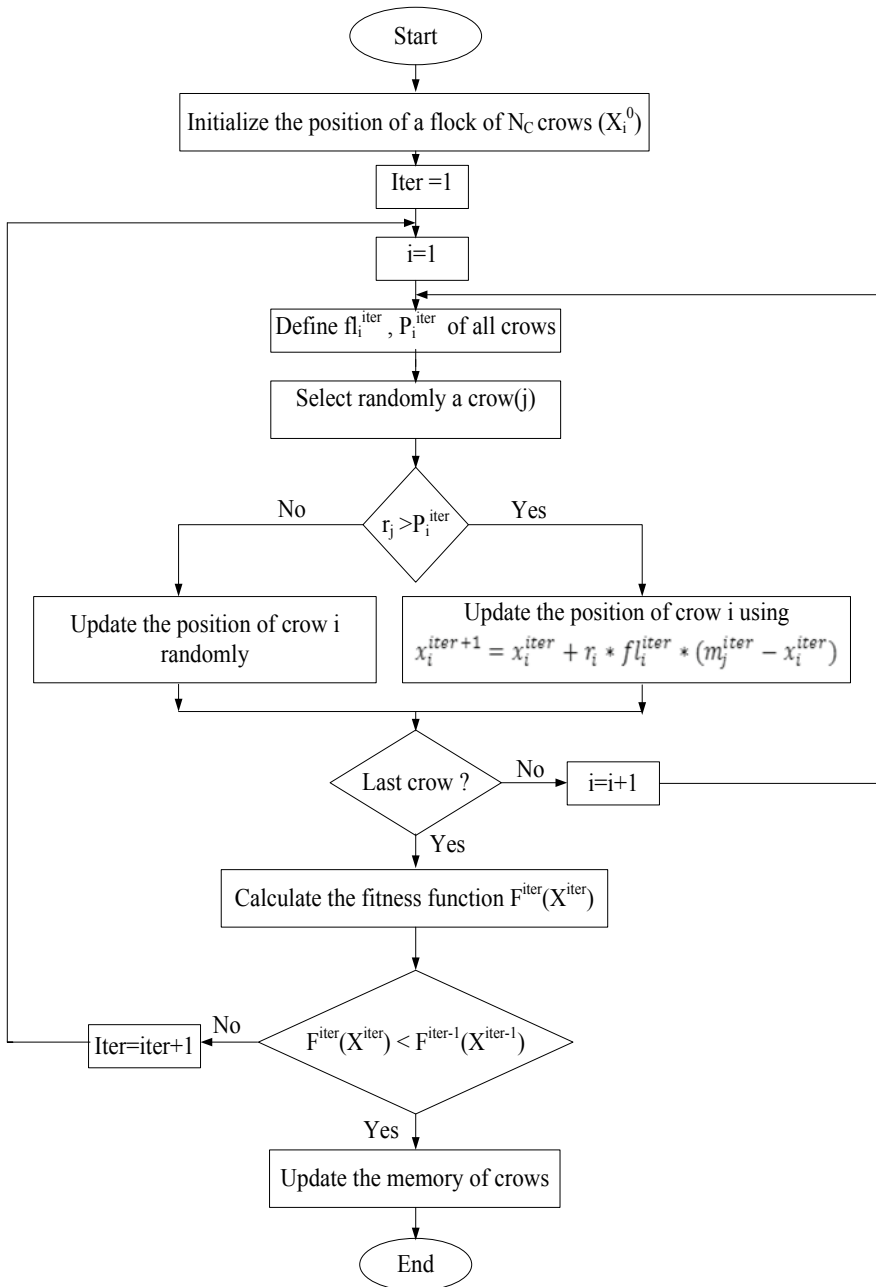 Start
Initialize the position of a flock of N_C crows (X_i^0)
Iter =1
i=1
Define fl_i^iter , P_i^iter of all crows
Select randomly a crow(j)
No
r_j >P_i^iter
Yes
Update the position of crow i
randomly
Update the position of crow i using
x_i^{iter+1} = x_i^{iter} + r_i * fl_i^{iter} * (m_j^{iter} − x_i^{iter})
Last crow ?
No
i=i+1
Yes
Calculate the fitness function F^iter(X^iter)
No
Iter=iter+1
F^iter(X^iter) < F^iter-1(X^iter-1)
Yes
Update the memory of crows
End